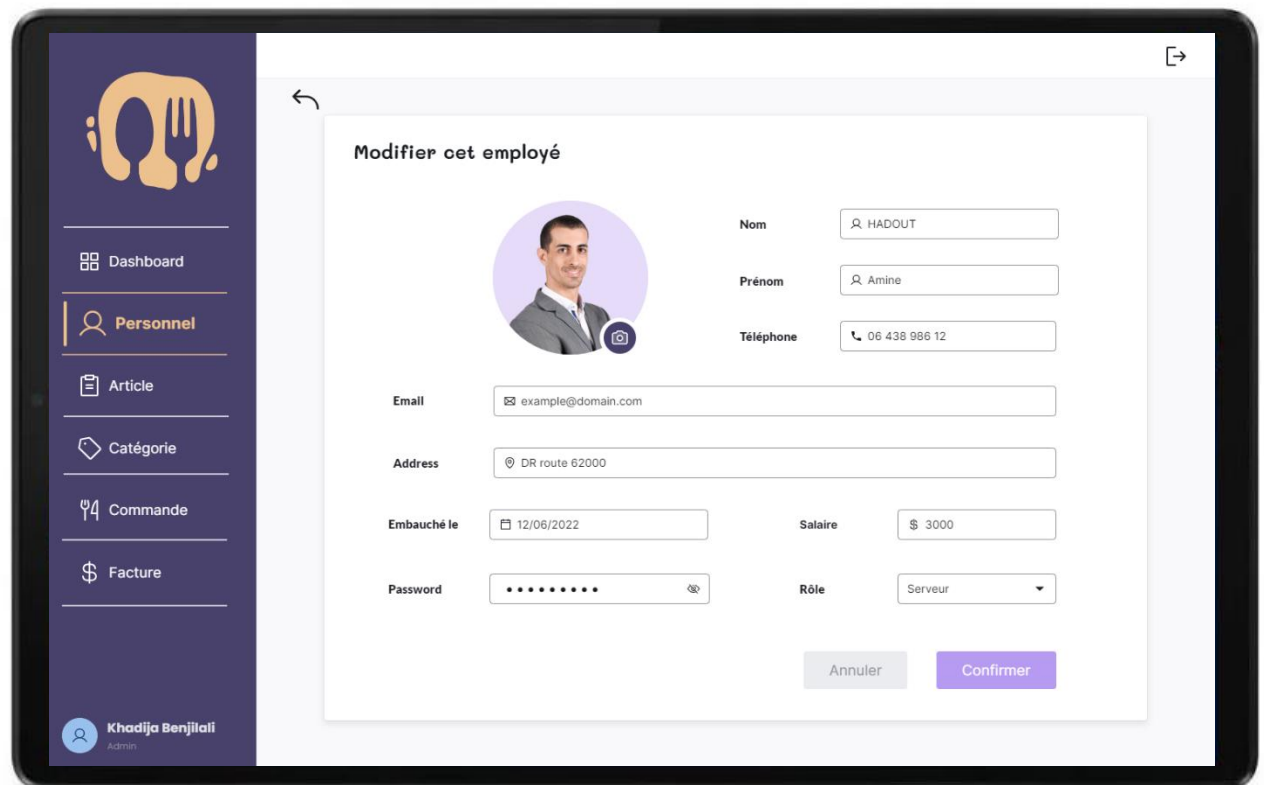 Dashboard
Personnel
Article
Catégorie
Commande
Facture
Khadija Benjilali
Admin
Modifier cet employé
Nom
HADOUT
Prénom
Amine
Téléphone
06 438 986 12
Email
example@domain.com
Address
DR route 62000
Embauché le
12/06/2022
Salaire
$ 3000
Password
•••••••••
Rôle
Serveur
Annuler
Confirmer